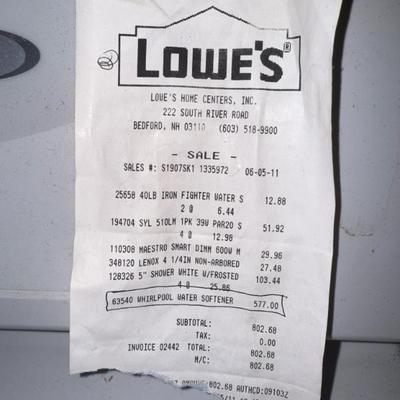 LOWE'S®
LOWE'S HOME CENTERS, INC.
222 SOUTH RIVER ROAD
BEDFORD, NH 03110 (603) 518-9900
- SALE -
SALES #: S1907SK1 1335972 06-05-11
25658 40LB IRON FIGHTER WATER S 12.88
2 @ 6.44
194704 SYL 510LM 1PK 39W PAR20 S 51.92
4 @ 12.98
110308 MAESTRO SMART DIMM 600W M 29.96
348120 LENOX 4 1/4IN NON-ARBORED 27.48
128326 5" SHOWER WHITE W/FROSTED 103.44
4 @ 25.86
63540 WHIRLPOOL WATER SOFTENER 577.00
SUBTOTAL: 802.68
TAX: 0.00
INVOICE 02442 TOTAL: 802.68
M/C: 802.68
802.68 AUTHCD:09103Z